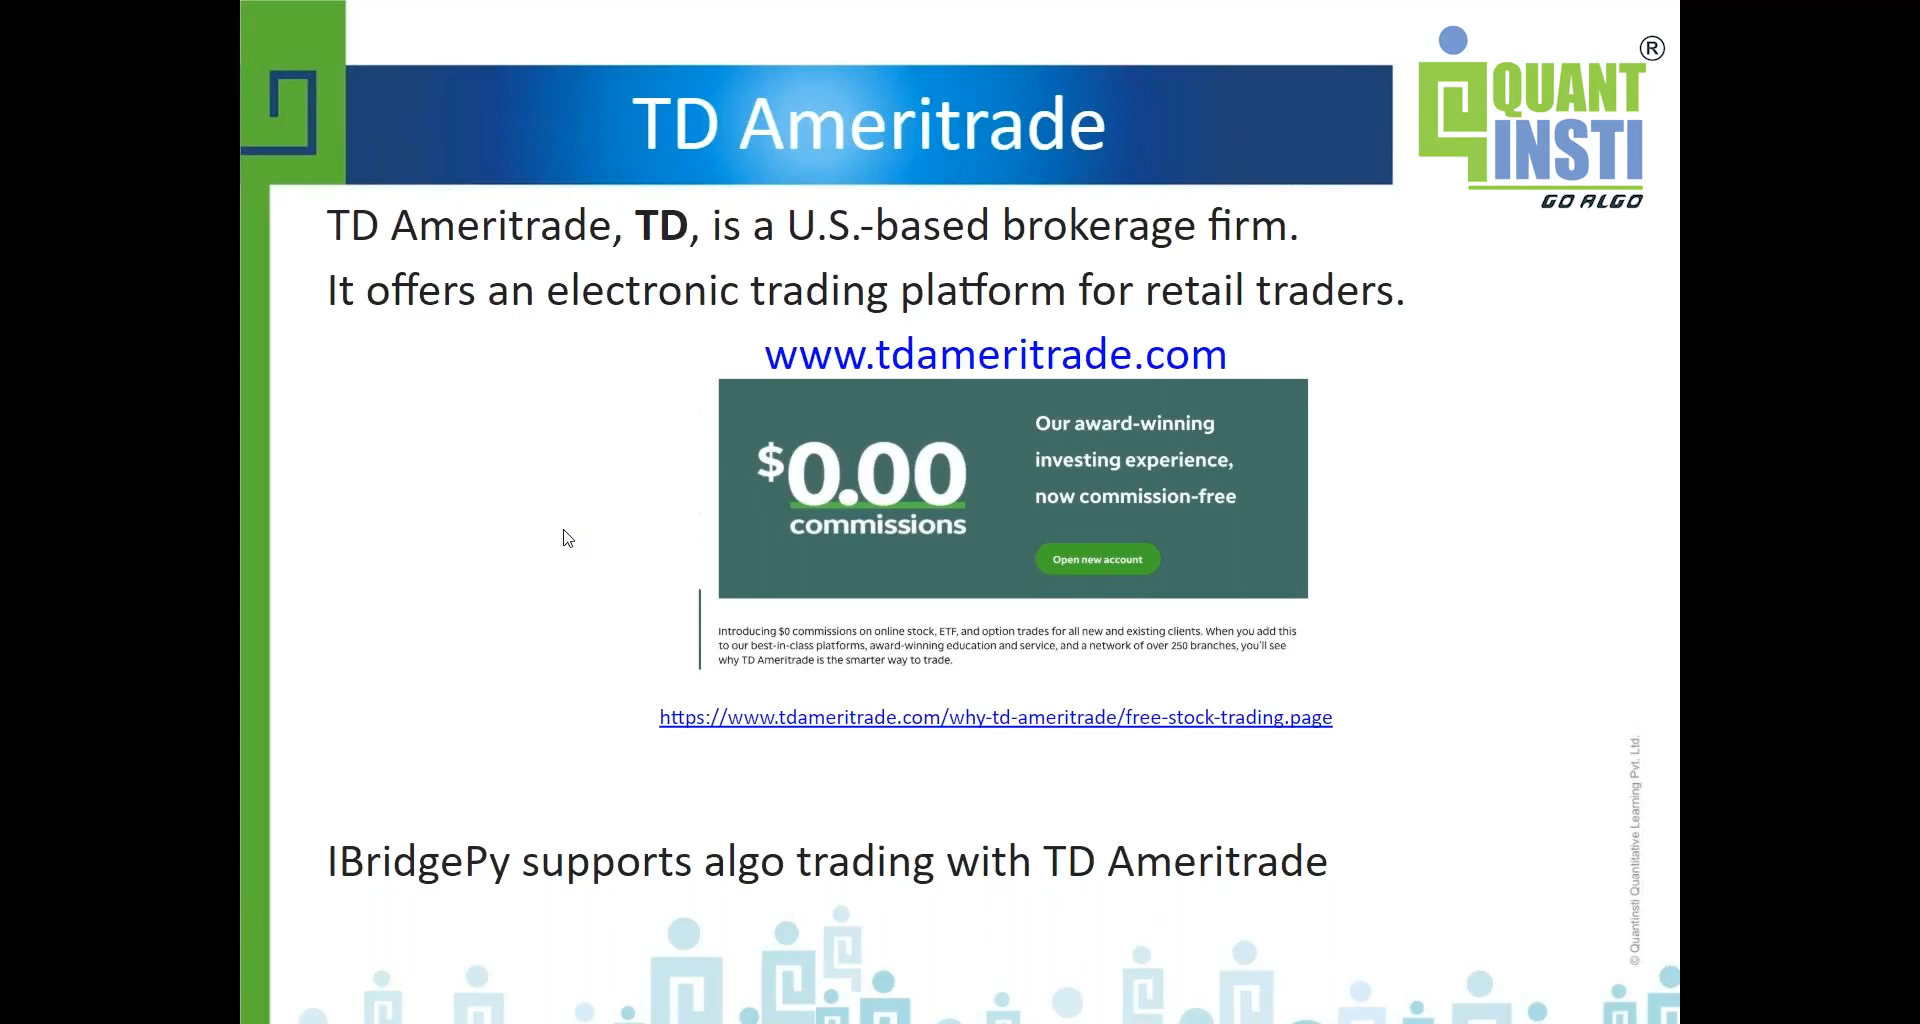 TD Ameritrade
®
QUANT
INSTI
GO ALGO
TD Ameritrade, TD, is a U.S.-based brokerage firm.
It offers an electronic trading platform for retail traders.
www.tdameritrade.com
$0.00
commissions
Our award-winning
investing experience,
now commission-free
Open new account
Introducing $0 commissions on online stock, ETF, and option trades for all new and existing clients. When you add this
to our best-in-class platforms, award-winning education and service, and a network of over 250 branches, you'll see
why TD Ameritrade is the smarter way to trade.
https://www.tdameritrade.com/why-td-ameritrade/free-stock-trading.page
IBridgePy supports algo trading with TD Ameritrade
© Quantinsti Quantitative Learning Pvt. Ltd.